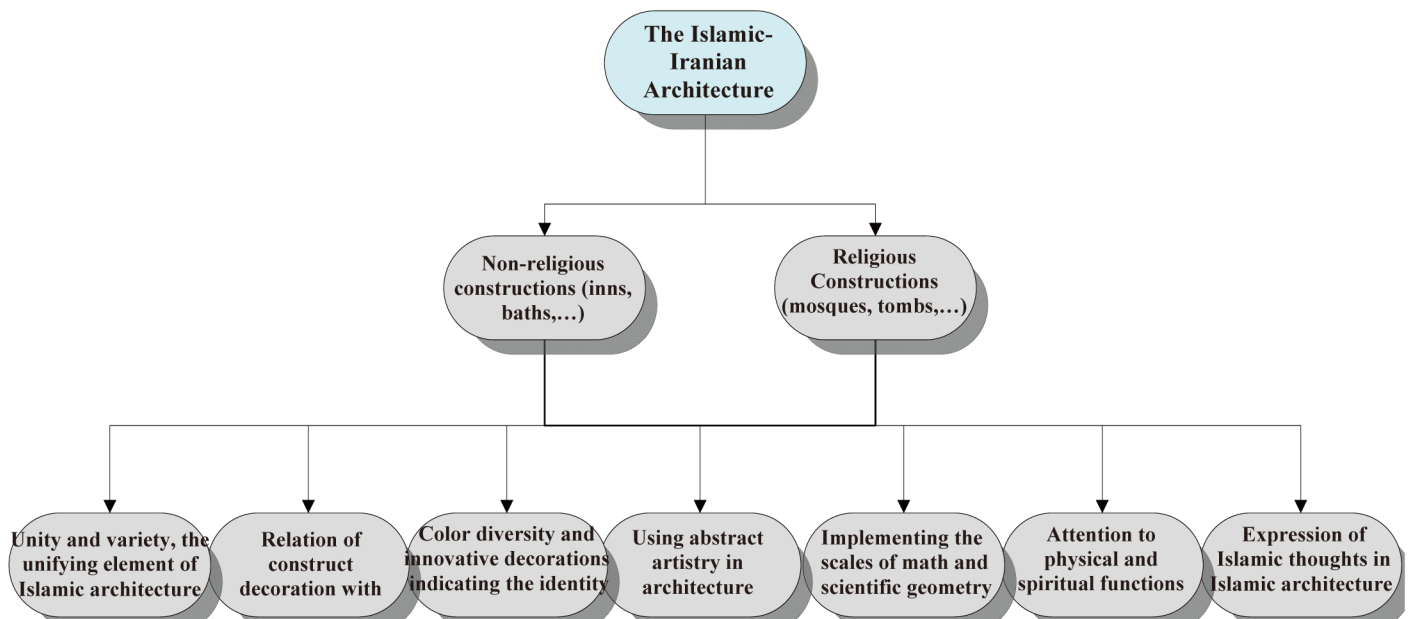 The Islamic-
Iranian
Architecture
Non-religious
constructions (inns,
baths,…)
Religious
Constructions
(mosques, tombs,…)
Unity and variety, the
unifying element of
Islamic architecture
Relation of
construct
decoration with
Color diversity and
innovative decorations
indicating the identity
Using abstract
artistry in
architecture
Implementing the
scales of math and
scientific geometry
Attention to
physical and
spiritual functions
Expression of
Islamic thoughts in
Islamic architecture